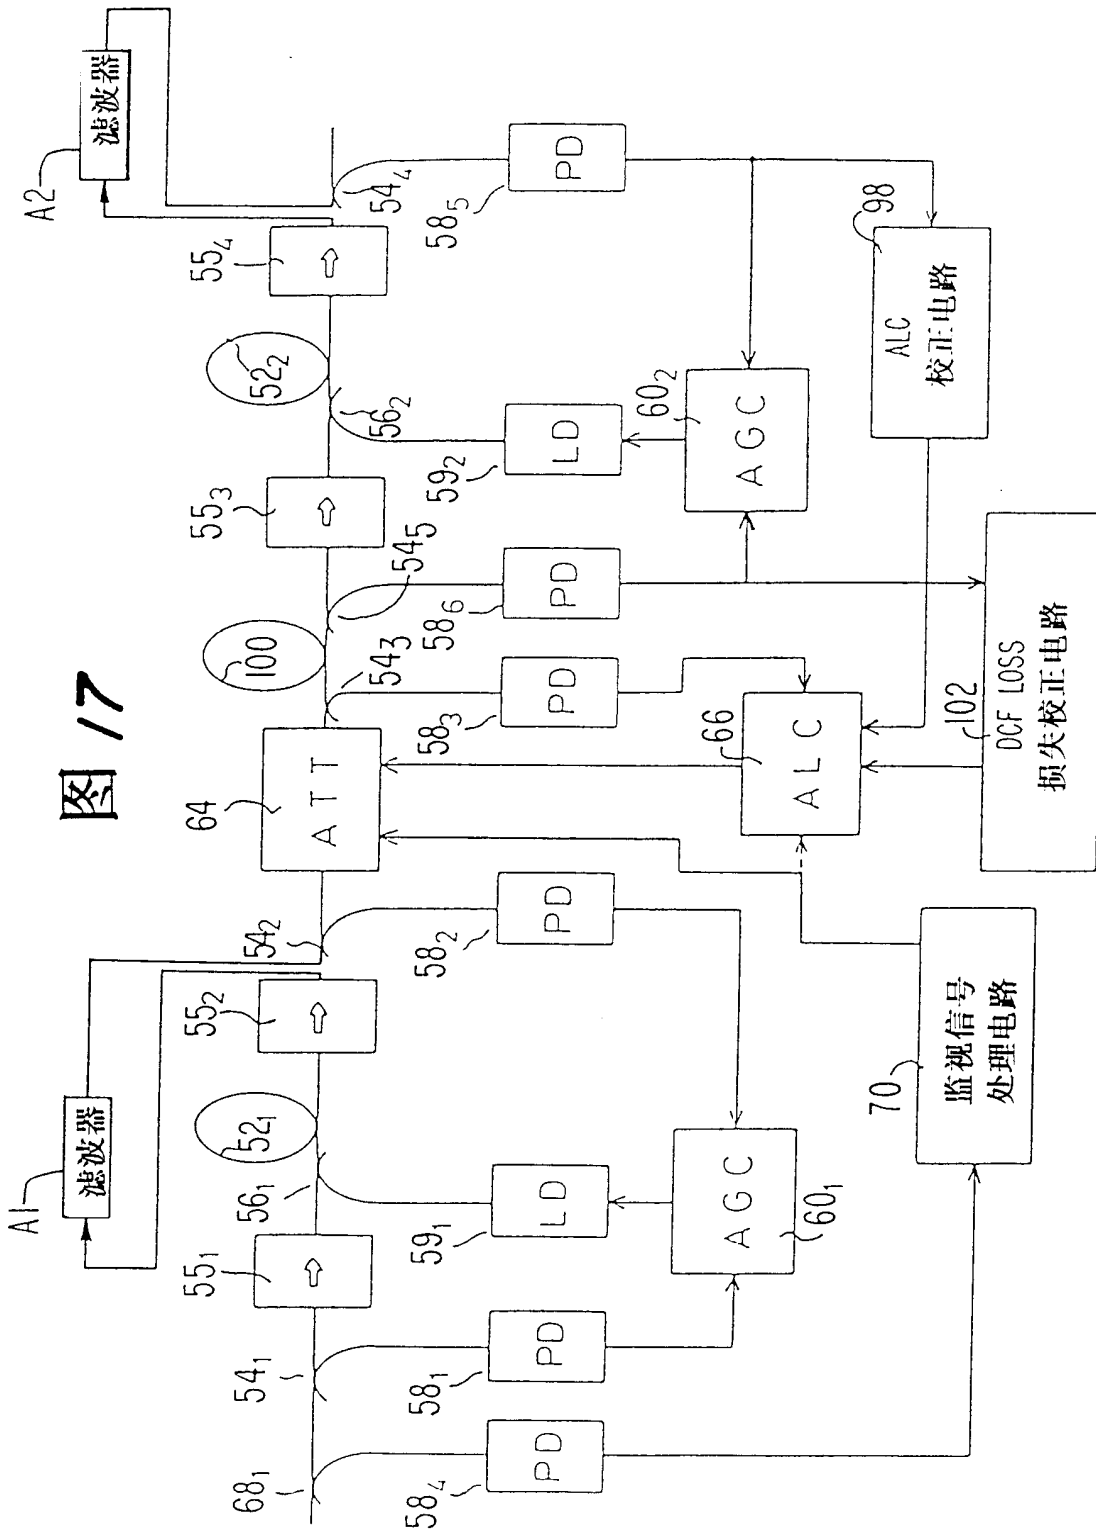 图 17
A1
滤波器
A2
滤波器
68₁
54₁
55₁
56₁
52₁
55₂
54₂
64
ATT
54₃
100
54₅
55₃
56₂
52₂
55₄
54₄
58₄
PD
58₁
PD
59₁
LD
58₂
PD
58₃
PD
58₆
PD
59₂
LD
58₅
PD
AGC
60₁
66
ALC
60₂
AGC
98
ALC
校正电路
70
监视信号
处理电路
102
DCF LOSS
损失校正电路